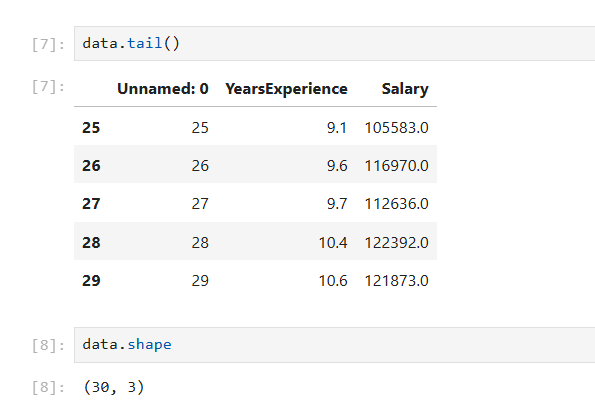 [7]: data.tail()
[7]: Unnamed: 0 YearsExperience Salary
25 25 9.1 105583.0
26 26 9.6 116970.0
27 27 9.7 112636.0
28 28 10.4 122392.0
29 29 10.6 121873.0
[8]: data.shape
[8]: (30, 3)